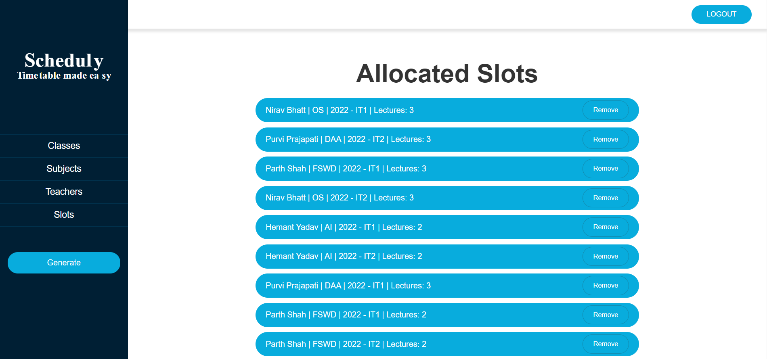 LOGOUT
Scheduly
Timetable made easy
Classes
Subjects
Teachers
Slots
Generate
Allocated Slots
Nirav Bhatt | OS | 2022 - IT1 | Lectures: 3 Remove
Purvi Prajapati | DAA | 2022 - IT2 | Lectures: 3 Remove
Parth Shah | FSWD | 2022 - IT1 | Lectures: 3 Remove
Nirav Bhatt | OS | 2022 - IT2 | Lectures: 3 Remove
Hemant Yadav | AI | 2022 - IT1 | Lectures: 2 Remove
Hemant Yadav | AI | 2022 - IT2 | Lectures: 2 Remove
Purvi Prajapati | DAA | 2022 - IT1 | Lectures: 3 Remove
Parth Shah | FSWD | 2022 - IT1 | Lectures: 2 Remove
Parth Shah | FSWD | 2022 - IT2 | Lectures: 2 Remove